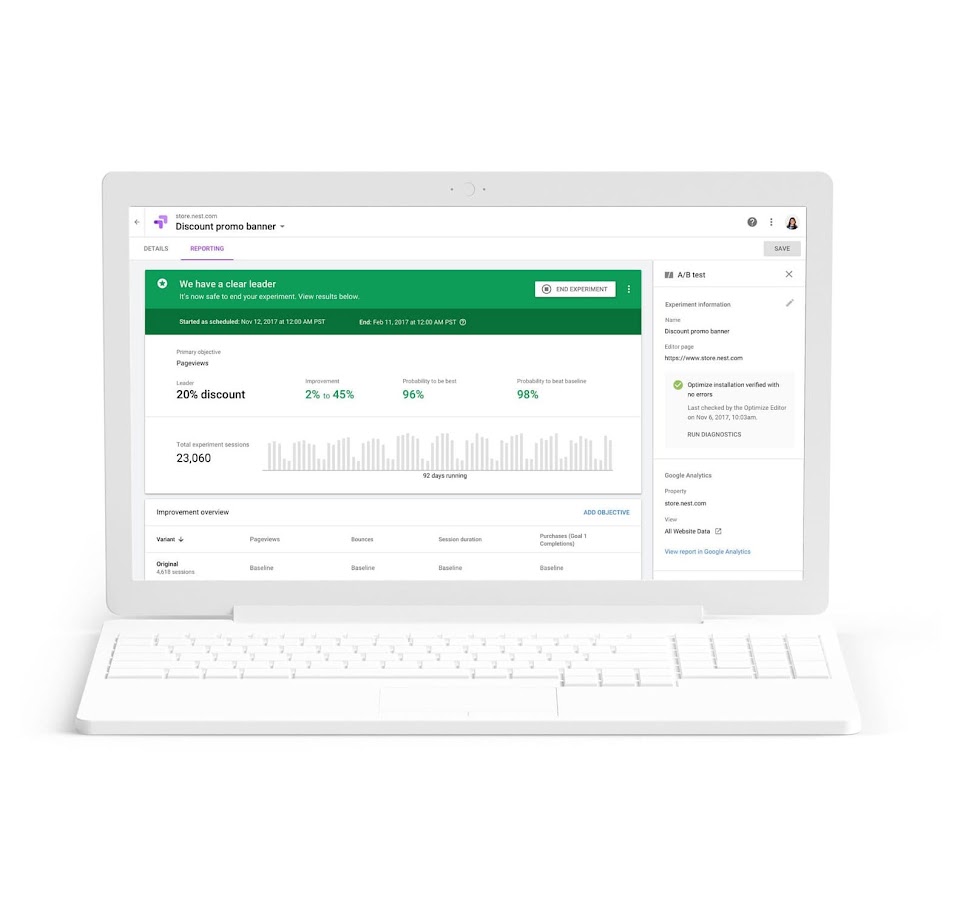 store.nest.com
Discount promo banner
DETAILS
REPORTING
SAVE
We have a clear leader
It's now safe to end your experiment. View results below.
END EXPERIMENT
Started as scheduled: Nov 12, 2017 at 12:00 AM PST
End: Feb 11, 2017 at 12:00 AM PST
Primary objective
Pageviews
Leader
Improvement
Probability to be best
Probability to beat baseline
20% discount
2% to 45%
96%
98%
Total experiment sessions
23,060
92 days running
Improvement overview
ADD OBJECTIVE
Variant
Pageviews
Bounces
Session duration
Purchases (Goal 1
Completions)
Original
4,618 sessions
Baseline
Baseline
Baseline
Baseline
A/B test
Experiment information
Name
Discount promo banner
Editor page
https://www.store.nest.com
Optimize installation verified with
no errors
Last checked by the Optimize Editor
on Nov 6, 2017, 10:03am.
RUN DIAGNOSTICS
Google Analytics
Property
store.nest.com
View
All Website Data
View report in Google Analytics